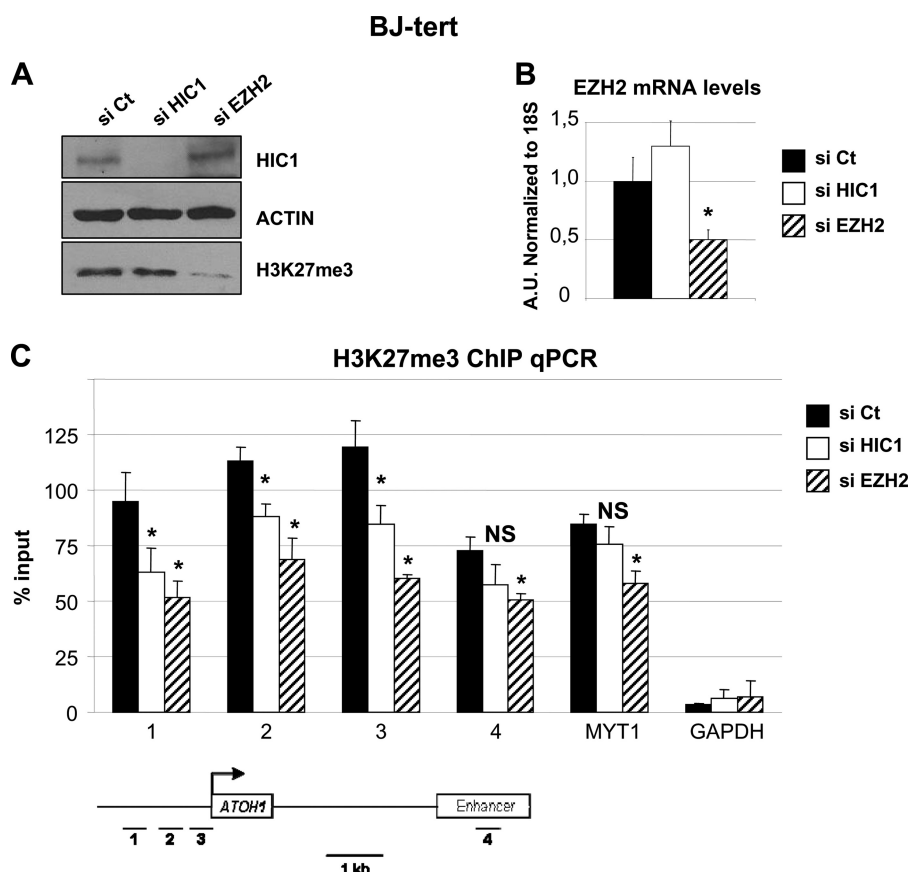 BJ-tert
A
si Ct
si HIC1
si EZH2
HIC1
ACTIN
H3K27me3
B
EZH2 mRNA levels
A.U. Normalized to 18S
1,5
1,0
0,5
0
*
si Ct
si HIC1
si EZH2
C
H3K27me3 ChIP qPCR
% input
125
100
75
50
25
0
* *
* *
* *
NS *
NS *
1 2 3 4 MYT1 GAPDH
si Ct
si HIC1
si EZH2
ATOH1
Enhancer
1 2 3 4
1 kb